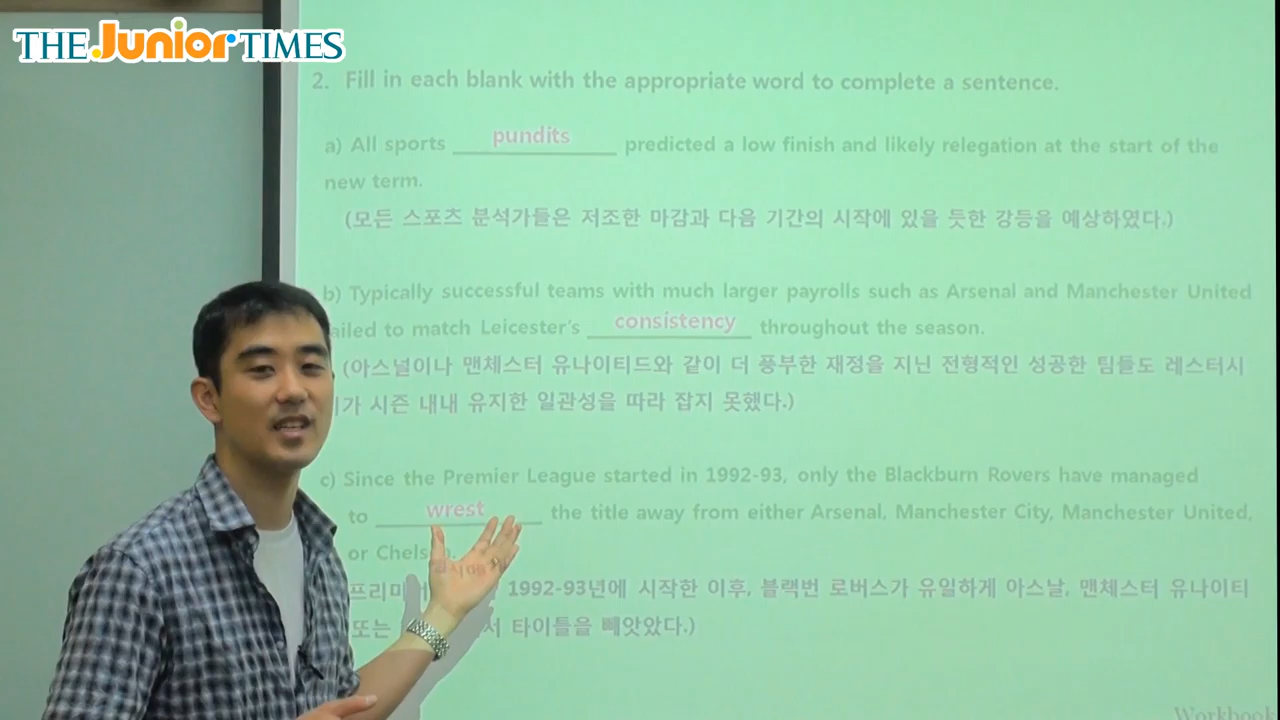 THE Junior TIMES
2. Fill in each blank with the appropriate word to complete a sentence.
a) All sports pundits predicted a low finish and likely relegation at the start of the
new term.
(모든 스포츠 분석가들은 저조한 마감과 다음 기간의 시작에 있을 듯한 강등을 예상하였다.)
b) Typically successful teams with much larger payrolls such as Arsenal and Manchester United
ailed to match Leicester's consistency throughout the season.
(아스널이나 맨체스터 유나이티드와 같이 더 풍부한 재정을 지닌 전형적인 성공한 팀들도 레스터시
가 시즌 내내 유지한 일관성을 따라 잡지 못했다.)
c) Since the Premier League started in 1992-93, only the Blackburn Rovers have managed
to wrest the title away from either Arsenal, Manchester City, Manchester United,
or
프리미 1992-93년에 시작한 이후, 블랙번 로버스가 유일하게 아스날, 맨체스터 유나이티
또는 서 타이틀을 빼앗았다.)
Workbook